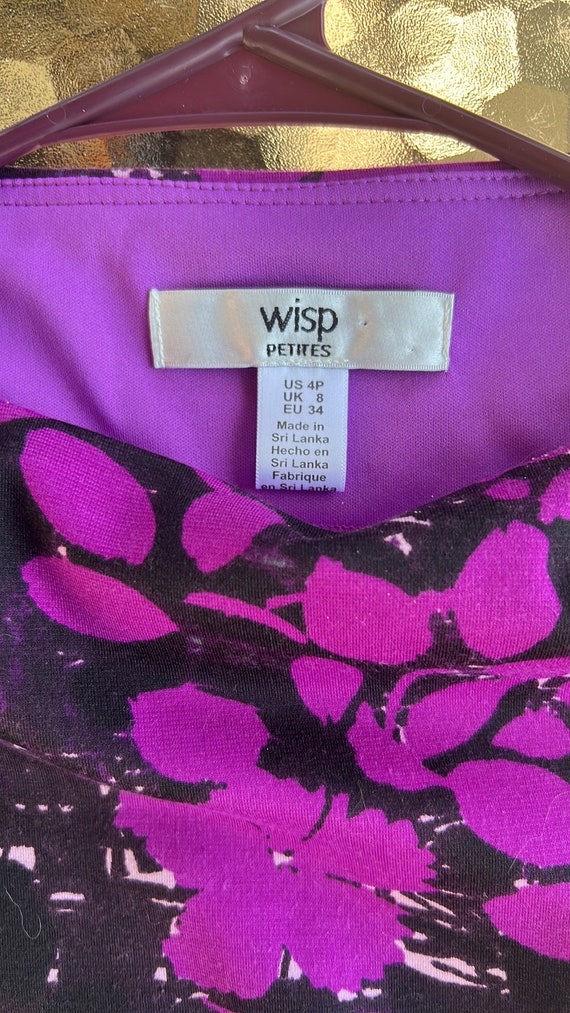 wisp
PETITES
US 4P
UK 8
EU 34
Made in
Sri Lanka
Hecho en
Sri Lanka
Fabrique
en Sri Lanka